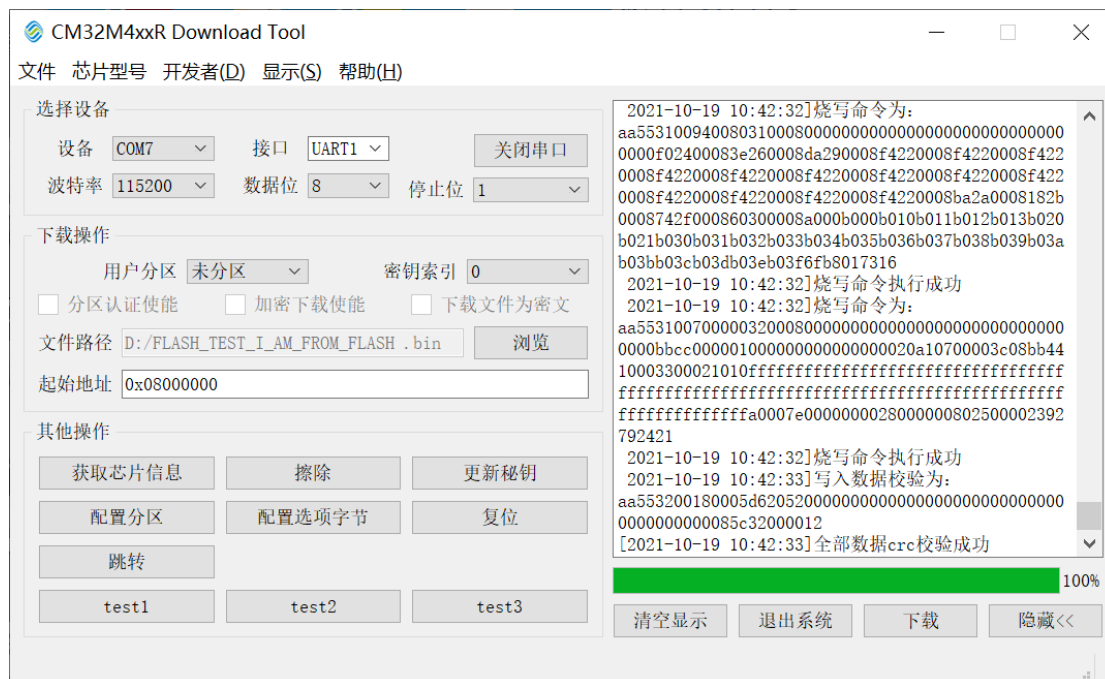 CM32M4xxR Download Tool
文件 芯片型号 开发者(D) 显示(S) 帮助(H)
选择设备
设备 COM7 接口 UART1 关闭串口
波特率 115200 数据位 8 停止位 1
下载操作
用户分区 未分区 密钥索引 0
分区认证使能 加密下载使能 下载文件为密文
文件路径 D:/FLASH_TEST_I_AM_FROM_FLASH .bin 浏览
起始地址 0x08000000
其他操作
获取芯片信息 擦除 更新秘钥
配置分区 配置选项字节 复位
跳转
test1 test2 test3
2021-10-19 10:42:32]烧写命令为:
aa55310094008031000800000000000000000000000000
0000f02400083e260008da290008f4220008f4220008f422
0008f4220008f4220008f4220008f4220008f4220008f422
0008f4220008f4220008f4220008f4220008ba2a0008182b
0008742f000860300008a000b000b010b011b012b013b020
b021b030b031b032b033b034b035b036b037b038b039b03a
b03bb03cb03db03eb03f6fb8017316
2021-10-19 10:42:32]烧写命令执行成功
2021-10-19 10:42:32]烧写命令为:
aa55310070000032000800000000000000000000000000
0000bbcc0000010000000000000020a10700003c08bb44
10003300021010ffffffffffffffffffffffffffffffffff
ffffffffffffffffffffffffffffffffffffffffffffffff
ffffffffffffffa0007e0000000028000000802500002392
792421
2021-10-19 10:42:32]烧写命令执行成功
2021-10-19 10:42:33]写入数据校验为:
aa553200180005d6205200000000000000000000000000
00000000000085c32000012
[2021-10-19 10:42:33]全部数据crc校验成功
100%
清空显示 退出系统 下载 隐藏<<